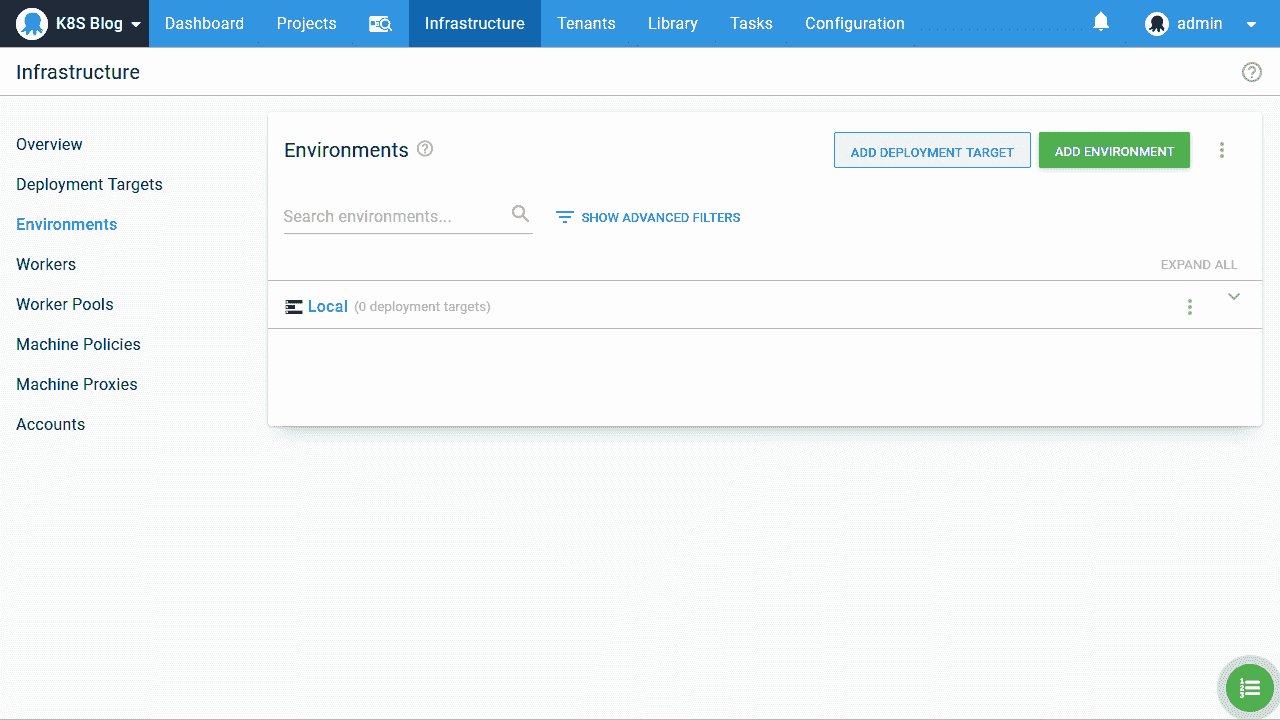 K8S Blog Dashboard Projects Infrastructure Tenants Library Tasks Configuration admin
Infrastructure
Overview
Deployment Targets
Environments
Workers
Worker Pools
Machine Policies
Machine Proxies
Accounts
Environments
ADD DEPLOYMENT TARGET
ADD ENVIRONMENT
Search environments...
SHOW ADVANCED FILTERS
EXPAND ALL
Local (0 deployment targets)